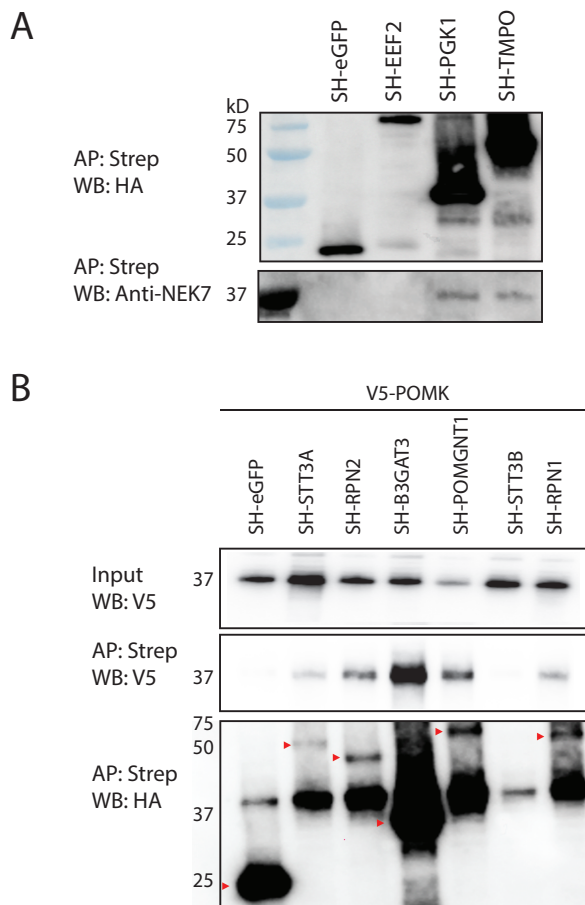 A
SH-eGFP
SH-EEF2
SH-PGK1
SH-TMPO
kD
75
50
37
25
AP: Strep
WB: HA
AP: Strep
WB: Anti-NEK7
37
B
V5-POMK
SH-eGFP
SH-STT3A
SH-RPN2
SH-B3GAT3
SH-POMGNT1
SH-STT3B
SH-RPN1
Input
WB: V5
37
AP: Strep
WB: V5
37
AP: Strep
WB: HA
75
50
37
25